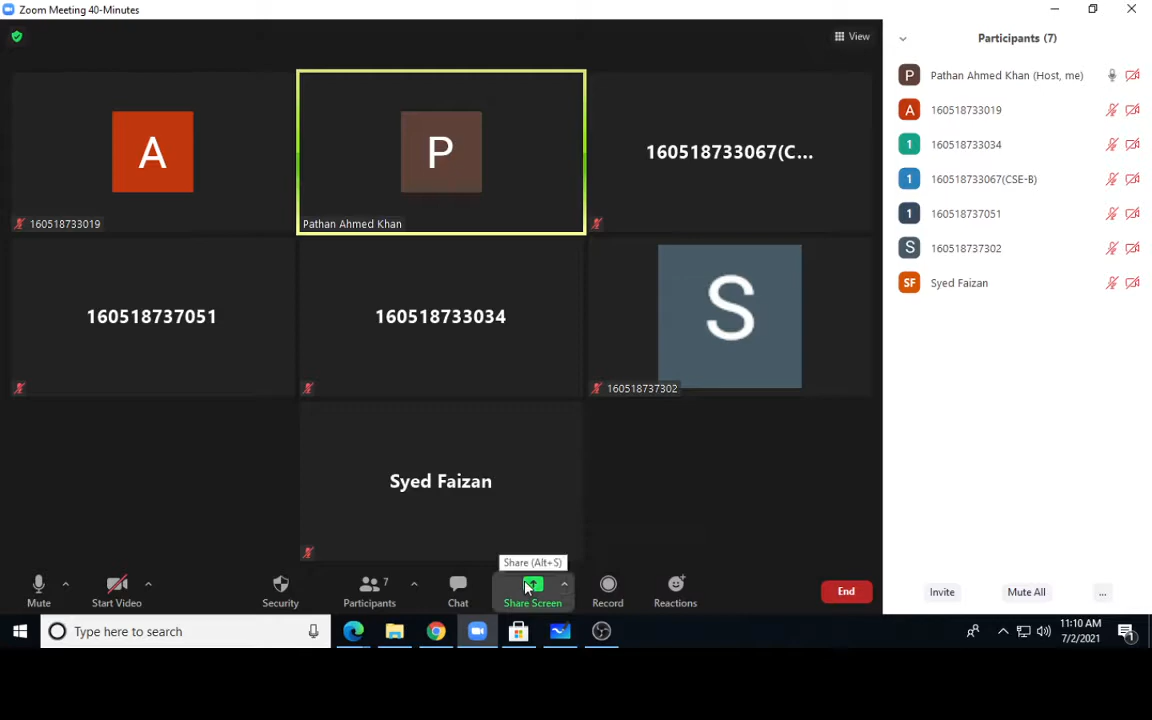 Zoom Meeting 40-Minutes
View
A
160518733019
P
Pathan Ahmed Khan
160518733067(C...
160518737051
160518733034
S
160518737302
Syed Faizan
Participants (7)
P Pathan Ahmed Khan (Host, me)
A 160518733019
1 160518733034
1 160518733067(CSE-B)
1 160518737051
S 160518737302
SF Syed Faizan
Share (Alt+S)
Mute
Start Video
Security
7
Participants
Chat
Share Screen
Record
Reactions
End
Invite
Mute All
...
Type here to search
11:10 AM
7/2/2021
1